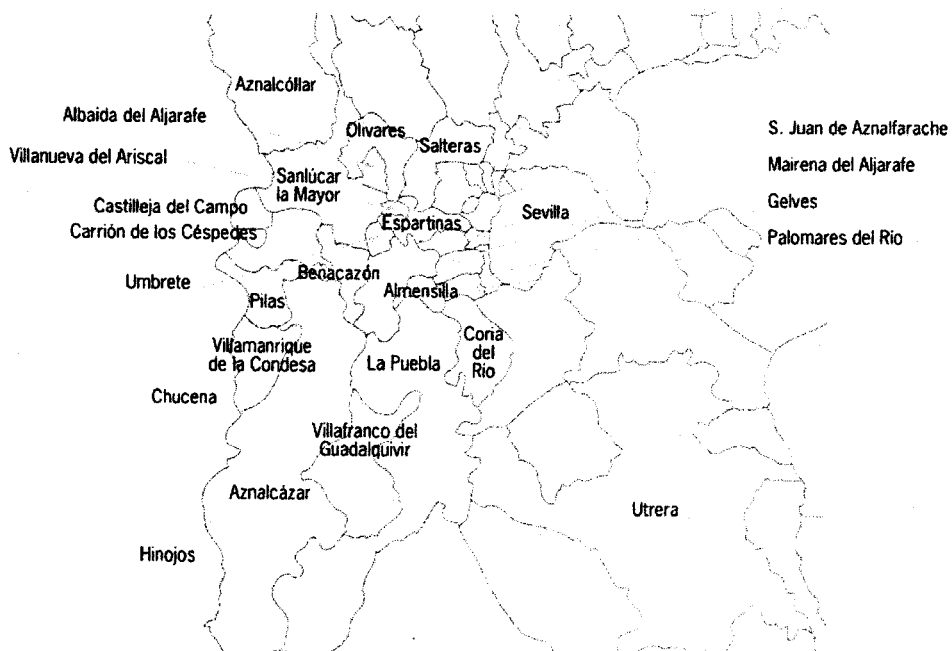 Aznalcóllar
Albaida del Aljarafe
Olivares
S. Juan de Aznalfarache
Salteras
Villanueva del Ariscal
Mairena del Aljarafe
Sanlúcar
la Mayor
Gelves
Castilleja del Campo
Sevilla
Espartinas
Carrión de los Céspedes
Palomares del Río
Benacazón
Umbrete
Almensilla
Pilas
Villamanrique
de la Condesa
La Puebla
Coria
del
Río
Chucena
Villafranco del
Guadalquivir
Aznalcázar
Utrera
Hinojos